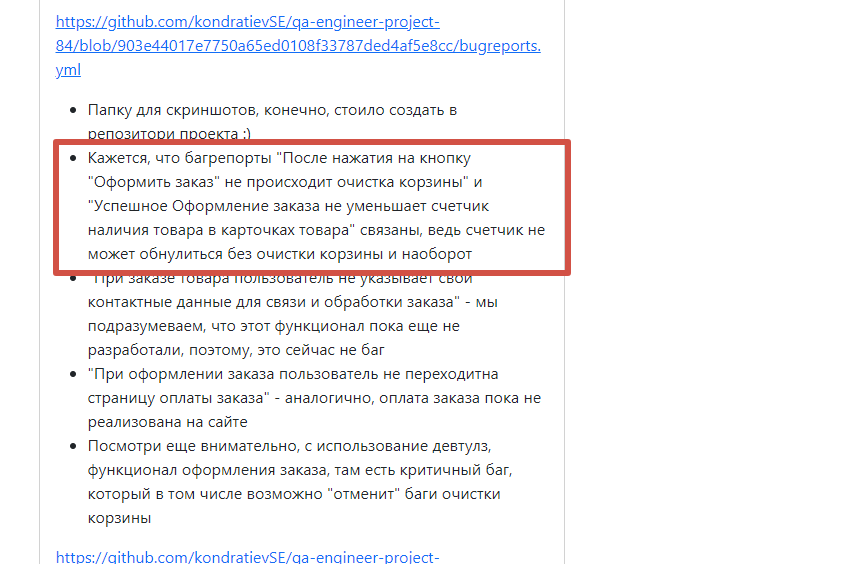 https://github.com/kondratievSE/qa-engineer-project-
84/blob/903e44017e7750a65ed0108f33787ded4af5e8cc/bugreports.
yml
Папку для скриншотов, конечно, стоило создать в
репозитори проекта :)
Кажется, что багрепорты "После нажатия на кнопку
"Оформить заказ" не происходит очистка корзины" и
"Успешное Оформление заказа не уменьшает счетчик
наличия товара в карточках товара" связаны, ведь счетчик не
может обнулиться без очистки корзины и наоборот
"При заказе товара пользователь не указывает свои
контактные данные для связи и обработки заказа" - мы
подразумеваем, что этот функционал пока еще не
разработали, поэтому, это сейчас не баг
"При оформлении заказа пользователь не переходитна
страницу оплаты заказа" - аналогично, оплата заказа пока не
реализована на сайте
Посмотри еще внимательно, с использование девтулз,
функционал оформления заказа, там есть критичный баг,
который в том числе возможно "отменит" баги очистки
корзины
https://github.com/kondratievSE/qa-engineer-project-